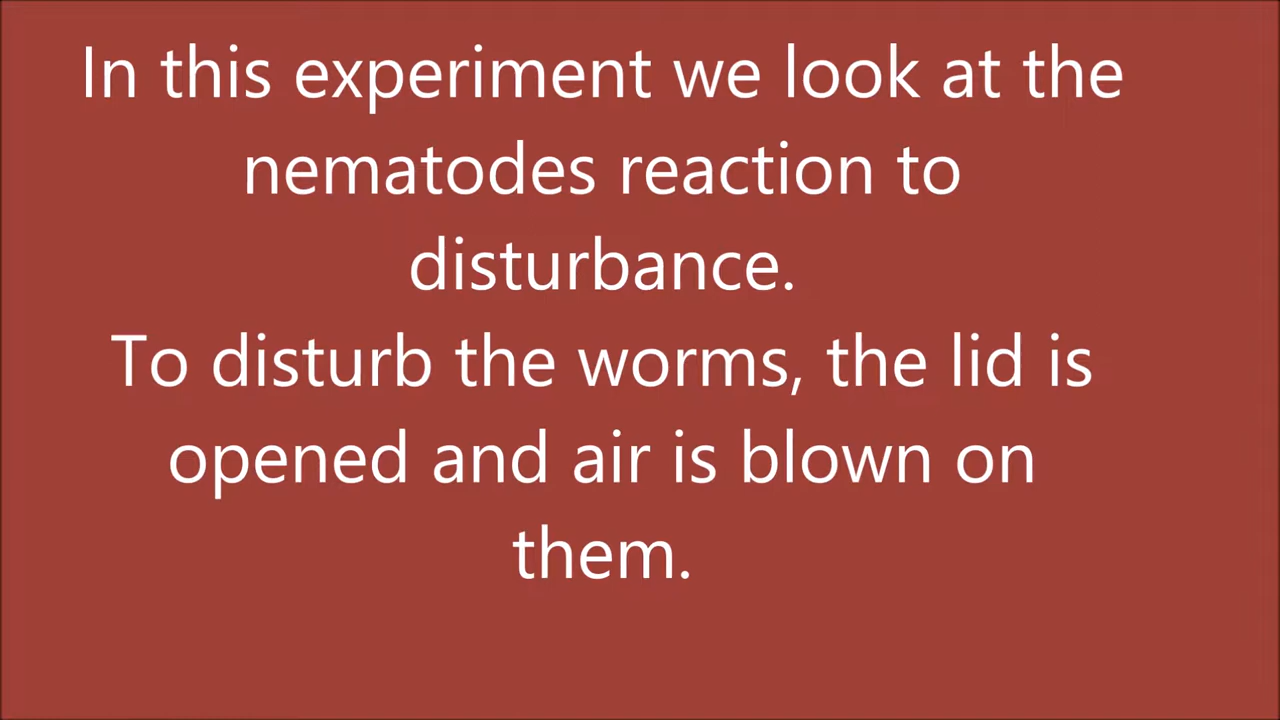 In this experiment we look at the
nematodes reaction to
disturbance.
To disturb the worms, the lid is
opened and air is blown on
them.